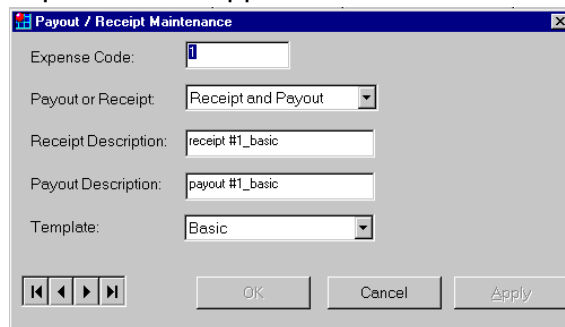 Payout / Receipt Maintenance
Expense Code: 1
Payout or Receipt: Receipt and Payout
Receipt Description: receipt #1_basic
Payout Description: payout #1_basic
Template: Basic
OK Cancel Apply